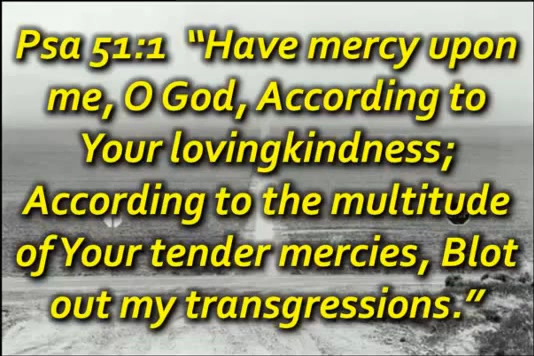 Psa 51:1 “Have mercy upon
me, O God, According to
Your lovingkindness;
According to the multitude
of Your tender mercies, Blot
out my transgressions.”